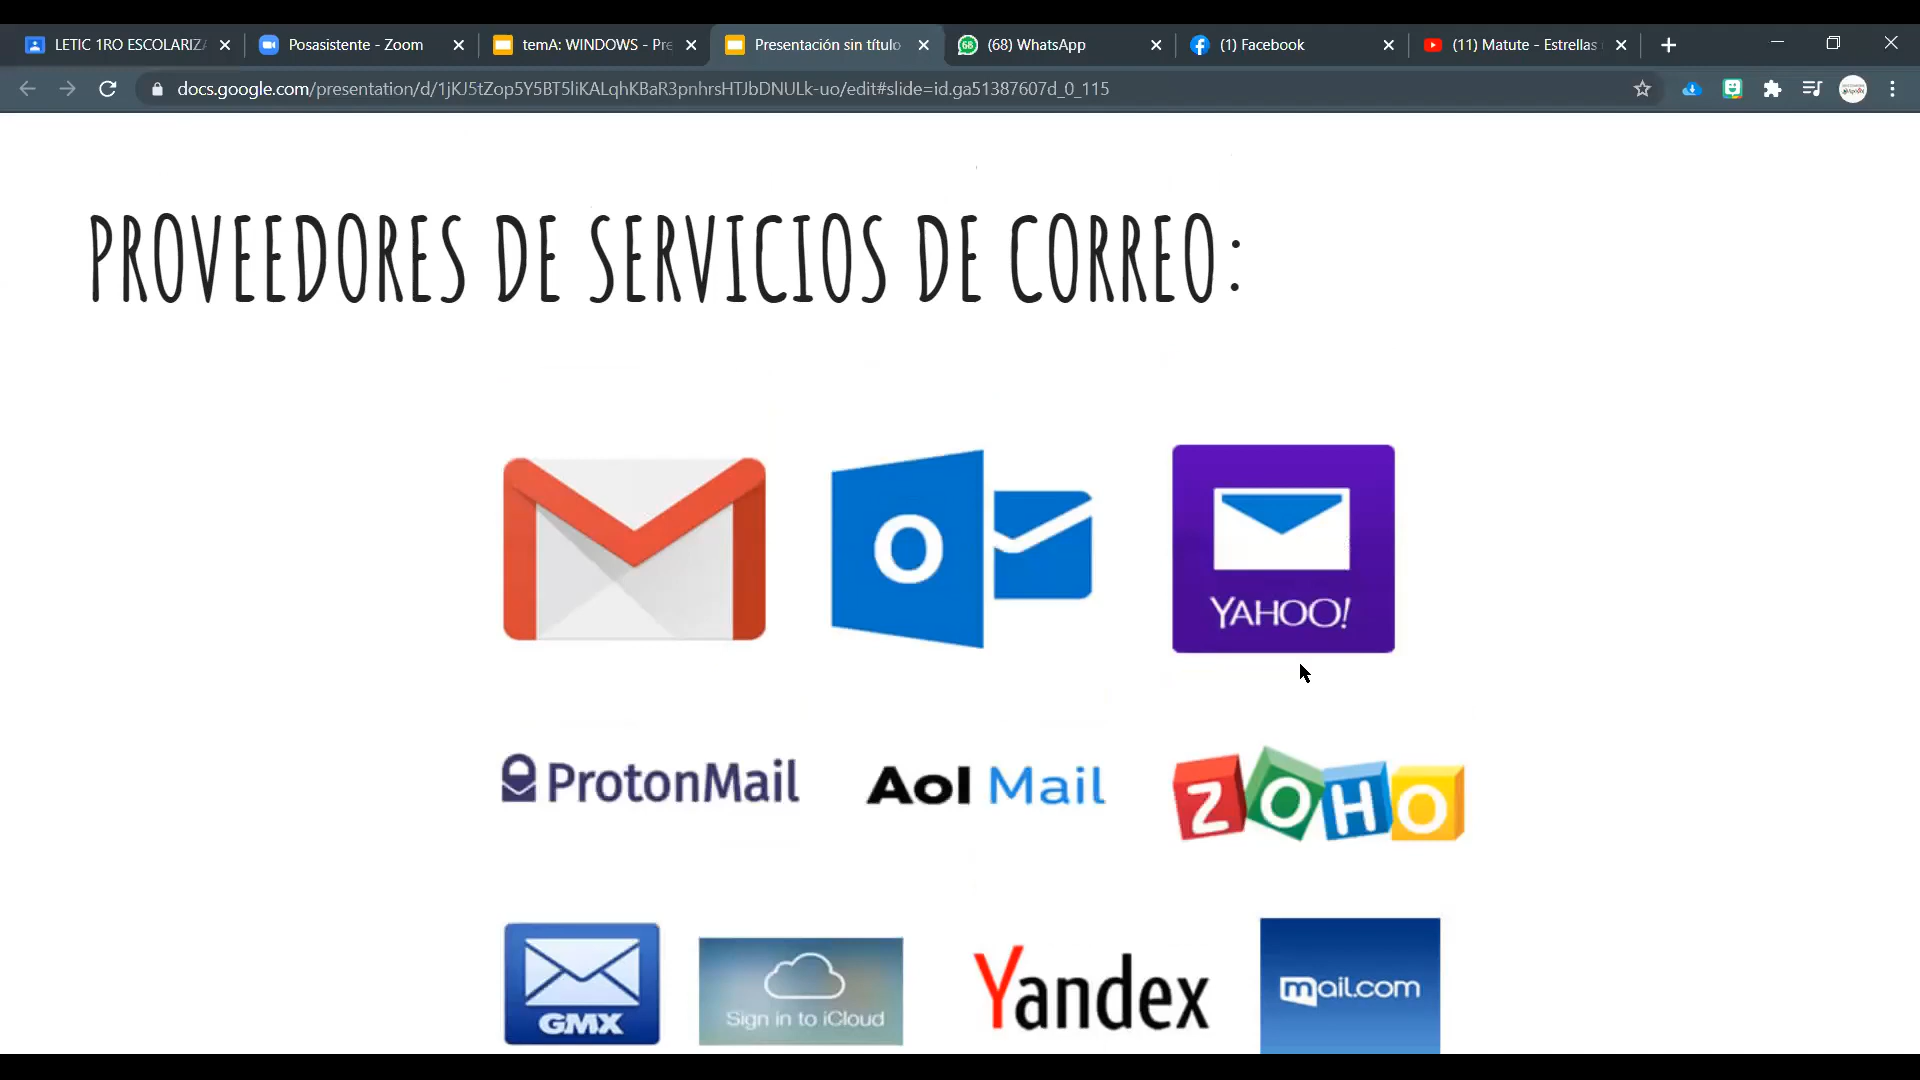 LETIC 1RO ESCOLARIZA
Posasistente - Zoom
temA: WINDOWS - Pre
Presentación sin título
68
(68) WhatsApp
(1) Facebook
(11) Matute - Estrellas
docs.google.com/presentation/d/1jKJ5tZop5Y5BT5liKALqhKBaR3pnhrsHTJbDNULk-uo/edit#slide=id.ga51387607d_0_115
PROVEEDORES DE SERVICIOS DE CORREO:
O
YAHOO!
ProtonMail
Aol Mail
ZOHO
GMX
Sign in to iCloud
Yandex
mail.com